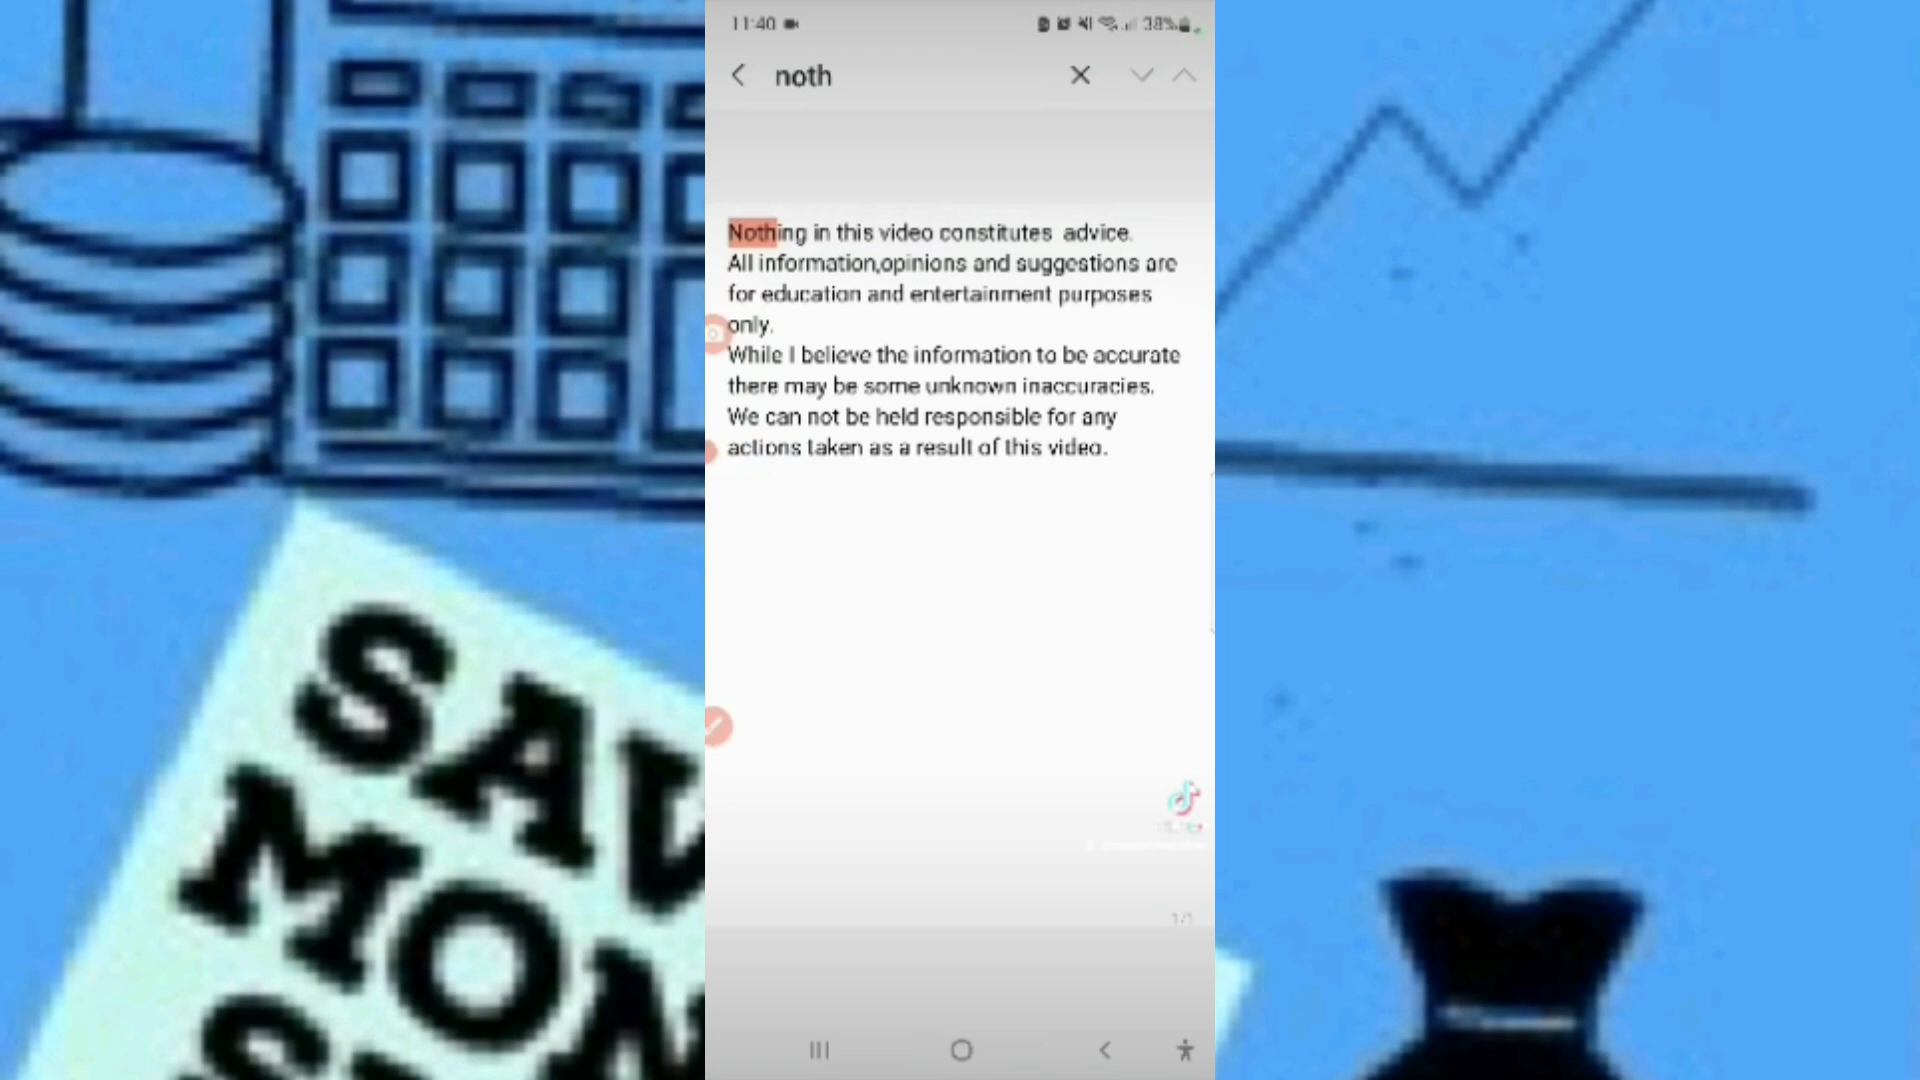 11:40
38%
noth
Nothing in this video constitutes advice.
All information,opinions and suggestions are
for education and entertainment purposes
only.
While I believe the information to be accurate
there may be some unknown inaccuracies.
We can not be held responsible for any
actions taken as a result of this video.
1/1
SAV
MON